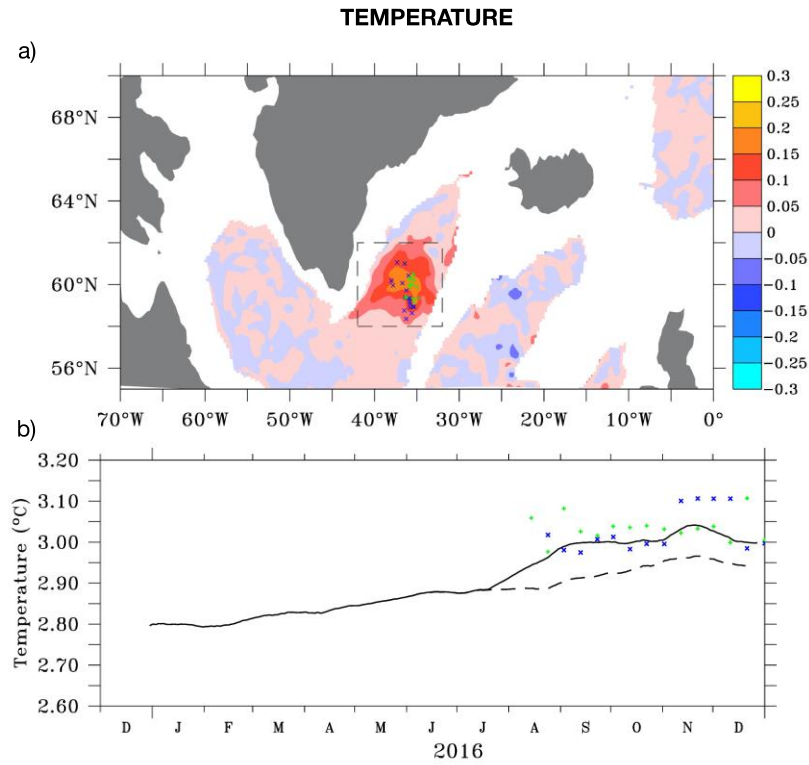 TEMPERATURE
a)
68°N
64°N
60°N
56°N
70°W 60°W 50°W 40°W 30°W 20°W 10°W 0°
0.3
0.25
0.2
0.15
0.1
0.05
0
−0.05
−0.1
−0.15
−0.2
−0.25
−0.3
b)
Temperature (ºC)
3.20
3.10
3.00
2.90
2.80
2.70
2.60
D J F M A M J J A S O N D
2016